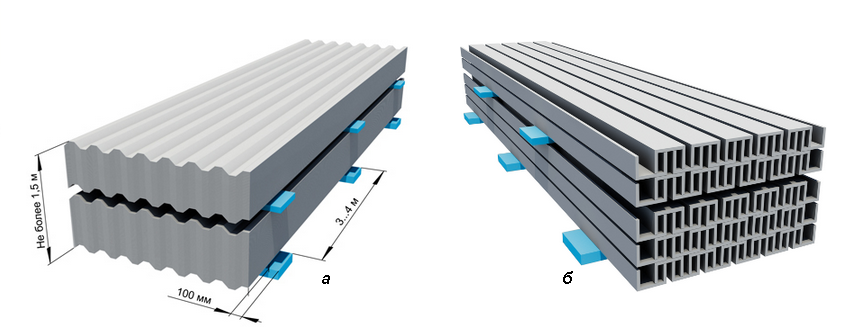 Не более 1,5 м
3...4 м
100 мм
а
б